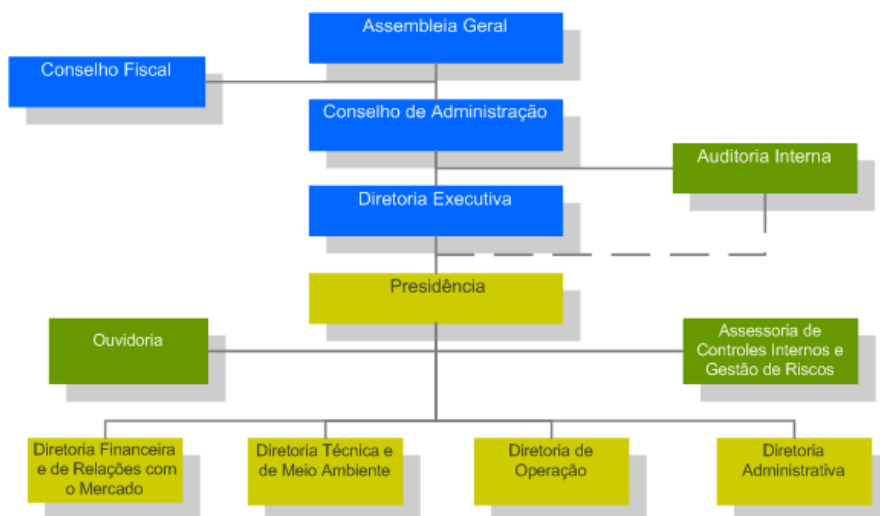 Assembleia Geral
Conselho Fiscal
Conselho de Administração
Auditoria Interna
Diretoria Executiva
Presidência
Ouvidoria
Assessoria de
Controles Internos e
Gestão de Riscos
Diretoria Financeira
e de Relações com
o Mercado
Diretoria Técnica e
de Meio Ambiente
Diretoria de
Operação
Diretoria
Administrativa